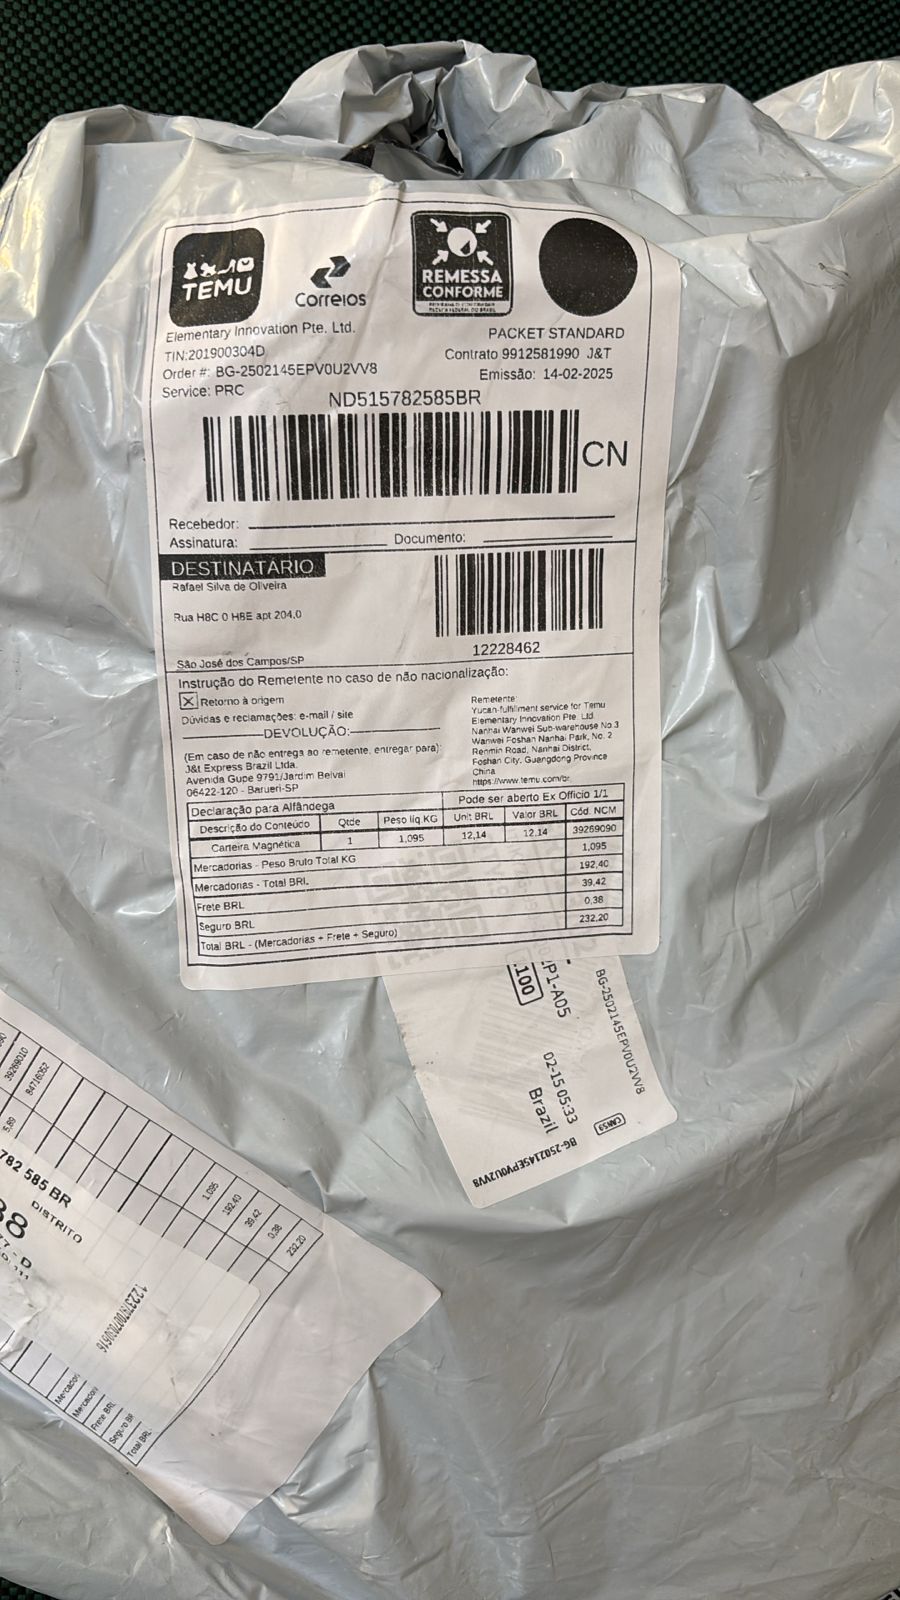 TEMU
Correios
REMESSA
CONFORME
Elementary Innovation Pte. Ltd.
TIN:201900304D
Order #: BG-2502145EPV0U2VV8
Service: PRC
PACKET STANDARD
Contrato 9912581990 J&T
Emissão: 14-02-2025
ND515782585BR
CN
Recebedor:
Assinatura: Documento:
DESTINATÁRIO
Rafael Silva de Oliveira
Rua H8C 0 H8E apt 204,0
12228462
São José dos Campos/SP
Instrução do Remetente no caso de não nacionalização:
X Retorno à origem
Dúvidas e reclamações: e-mail / site
DEVOLUÇÃO:
(Em caso de não entrega ao remetente, entregar para):
J&t Express Brazil Ltda.
Avenida Gupe 9791/Jardim Belval
06422-120 - Barueri-SP
Remetente:
Yucan-fulfillment service for Temu
Elementary Innovation Pte. Ltd.
Nanhai Wanwei Sub-warehouse No.3
Wanwei Foshan Nanhai Park, No. 2
Renmin Road, Nanhai District,
Foshan City, Guangdong Province
China
https://www.temu.com/br
Declaração para Alfândega Pode ser aberto Ex Officio 1/1
Descrição do Conteúdo Qtde Peso líq.KG Unit BRL Valor BRL Cód. NCM
Carteira Magnética 1 1,095 12,14 12,14 39269090
Mercadorias - Peso Bruto Total KG 1,095
Mercadorias - Total BRL 192,40
Frete BRL 39,42
Seguro BRL 0,38
Total BRL - (Mercadorias + Frete + Seguro) 232,20
P1-A05
.100
BG-2502145EPV0U2VV8
02-15 05:33
Brazil
BG-2502145EPV0U2VV8
39269010
84716052
5,89
1,095
192,40
39,42
0,38
232,20
782 585 BR
DISTRITO
Mercador
Mercador
Frete BRL
Seguro BR
Total BRL